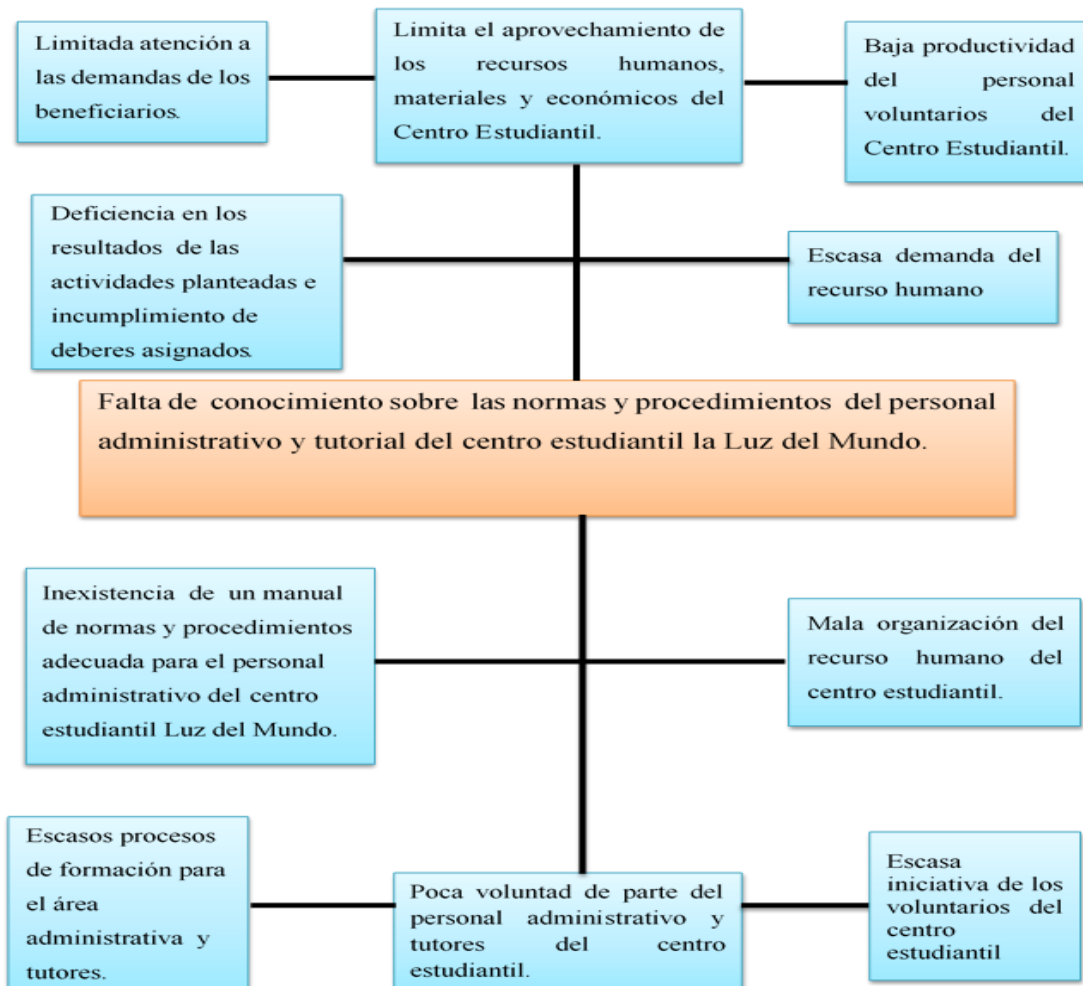 Limitada atención a
las demandas de los
beneficiarios.
Limita el aprovechamiento de
los recursos humanos,
materiales y económicos del
Centro Estudiantil.
Baja productividad
del personal
voluntarios del
Centro Estudiantil.
Deficiencia en los
resultados de las
actividades planteadas e
incumplimiento de
deberes asignados.
Escasa demanda del
recurso humano
Falta de conocimiento sobre las normas y procedimientos del personal
administrativo y tutorial del centro estudiantil la Luz del Mundo.
Inexistencia de un manual
de normas y procedimientos
adecuada para el personal
administrativo del centro
estudiantil Luz del Mundo.
Mala organización del
recurso humano del
centro estudiantil.
Escasos procesos
de formación para
el área
administrativa y
tutores.
Poca voluntad de parte del
personal administrativo y
tutores del centro
estudiantil.
Escasa
iniciativa de los
voluntarios del
centro
estudiantil